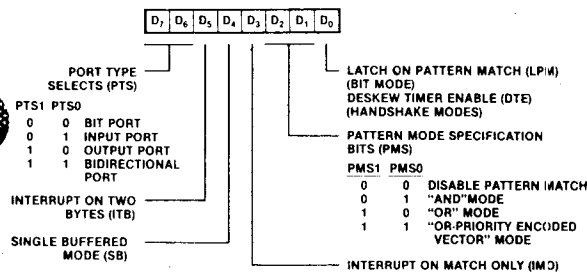 D7 D6 D5 D4 D3 D2 D1 D0
PORT TYPE
SELECTS (PTS)
PTS1 PTS0
0 0 BIT PORT
0 1 INPUT PORT
1 0 OUTPUT PORT
1 1 BIDIRECTIONAL
PORT
INTERRUPT ON TWO
BYTES (ITB)
SINGLE BUFFERED
MODE (SB)
LATCH ON PATTERN MATCH (LPM)
(BIT MODE)
DESKEW TIMER ENABLE (DTE)
(HANDSHAKE MODES)
PATTERN MODE SPECIFICATION
BITS (PMS)
PMS1 PMS0
0 0 DISABLE PATTERN MATCH
0 1 "AND" MODE
1 0 "OR" MODE
1 1 "OR-PRIORITY ENCODED
VECTOR" MODE
INTERRUPT ON MATCH ONLY (IMO)